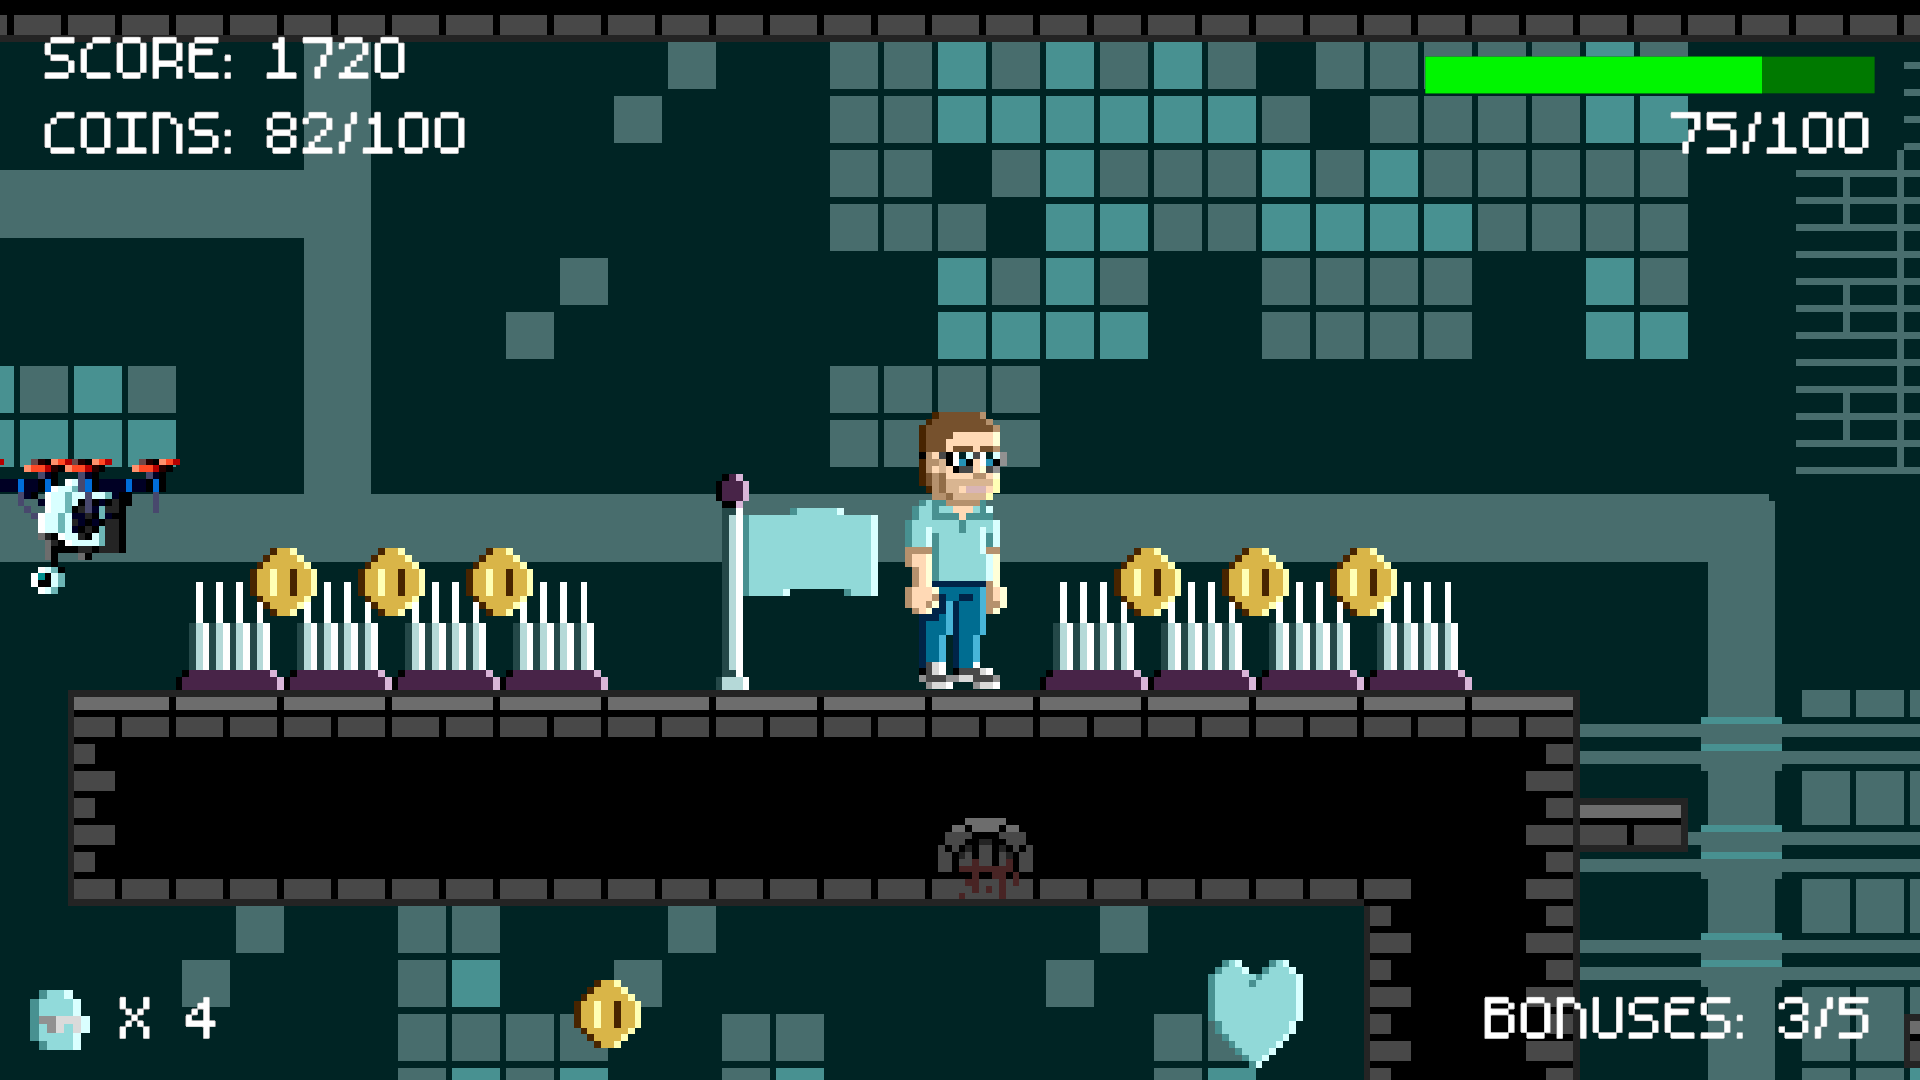 SCORE: 1720
COINS: 82/100
75/100
X 4
BONUSES: 3/5